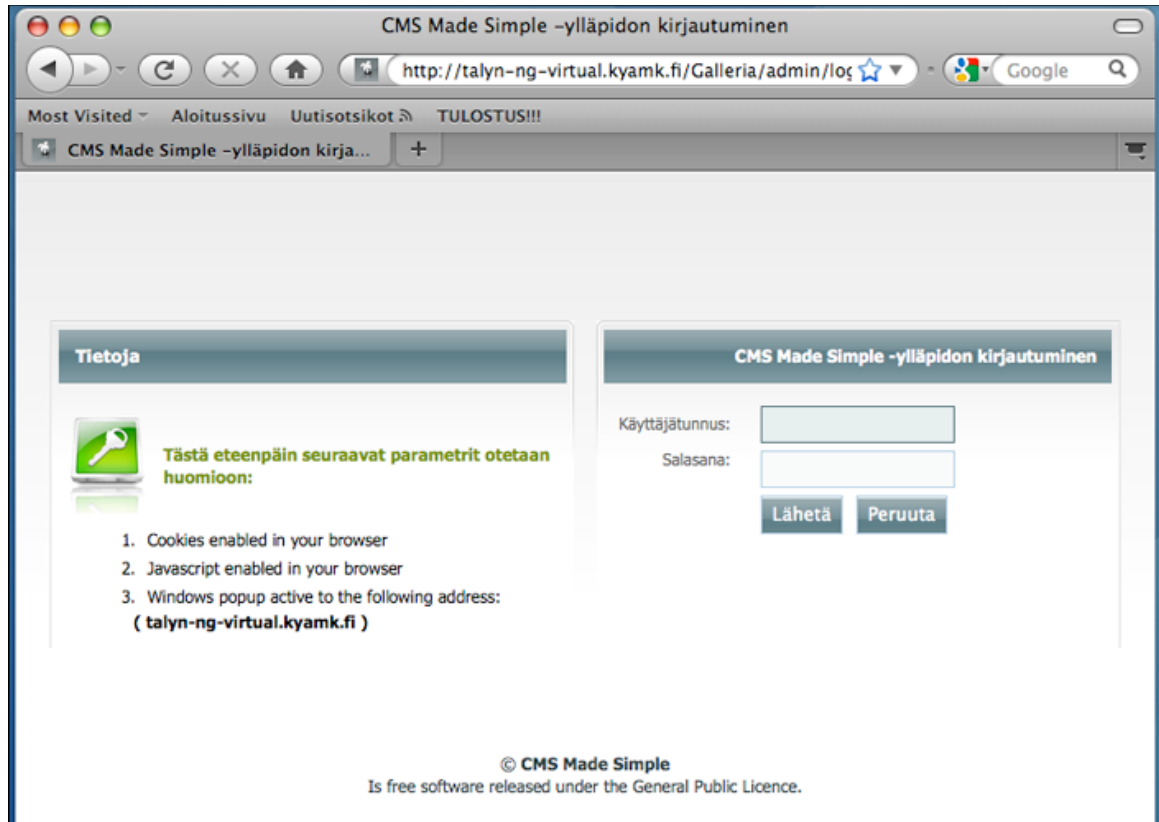 CMS Made Simple –ylläpidon kirjautuminen
http://talyn-ng-virtual.kyamk.fi/Galleria/admin/log
Google
Most Visited Aloitussivu Uutisotsikot TULOSTUS!!!
CMS Made Simple –ylläpidon kirja... +
Tietoja
Tästä eteenpäin seuraavat parametrit otetaan
huomioon:
1. Cookies enabled in your browser
2. Javascript enabled in your browser
3. Windows popup active to the following address:
( talyn-ng-virtual.kyamk.fi )
CMS Made Simple -ylläpidon kirjautuminen
Käyttäjätunnus:
Salasana:
Lähetä Peruuta
© CMS Made Simple
Is free software released under the General Public Licence.